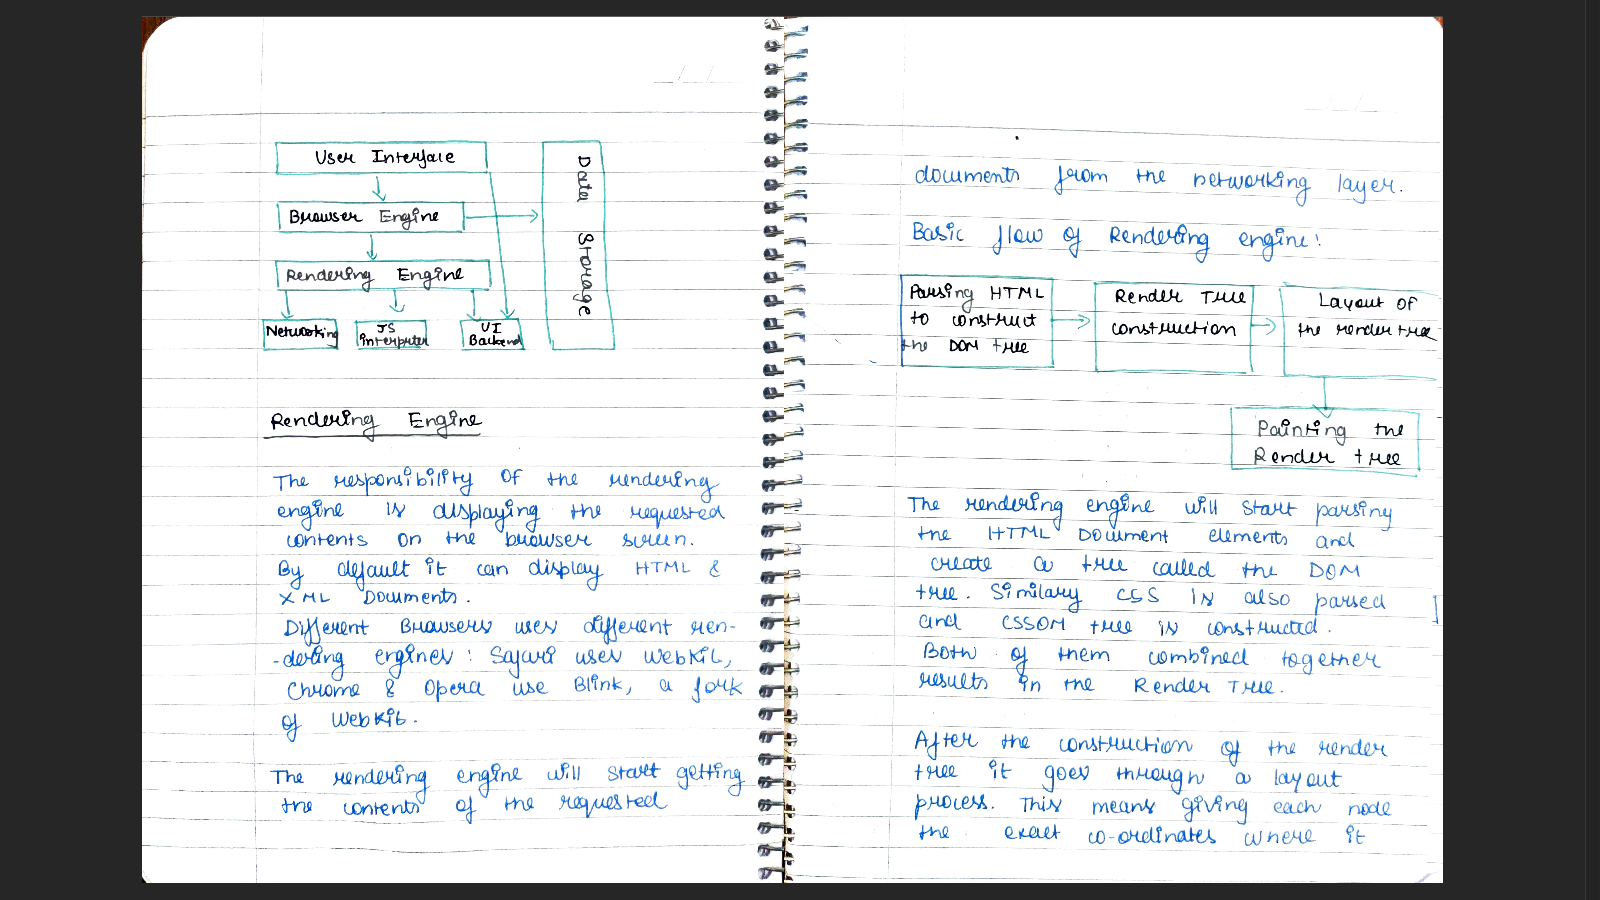 User Interface
Browser Engine
Rendering Engine
Networking
JS
interpreter
UI
Backend
Data Storage
Rendering Engine
The responsibility of the rendering
engine is displaying the requested
contents on the browser screen.
By default it can display HTML &
XML Documents.
Different Browsers uses different ren-
-dering engines : Safari uses WebKit,
Chrome & Opera use Blink, a fork
of WebKit.
The rendering engine will start getting
the contents of the requested
documents from the networking layer.
Basic flow of Rendering engine:
Parsing HTML
to construct
the DOM tree
Render Tree
construction
Layout of
the render tree
Painting the
Render tree
The rendering engine will start parsing
the HTML Document elements and
create a tree called the DOM
tree. Similary CSS is also parsed
and CSSOM tree is constructed.
Both of them combined together
results in the Render Tree.
After the construction of the render
tree it goes through a layout
process. This means giving each node
the exact co-ordinates where it